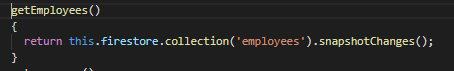 getEmployees()
{
return this.firestore.collection('employees').snapshotChanges();
}